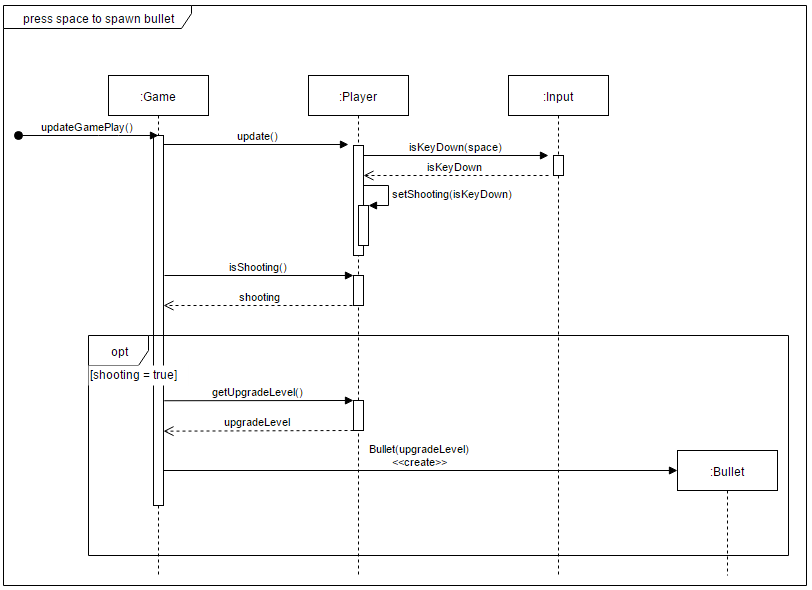 press space to spawn bullet
:Game
:Player
:Input
updateGamePlay()
update()
isKeyDown(space)
isKeyDown
setShooting(isKeyDown)
isShooting()
shooting
opt
[shooting = true]
getUpgradeLevel()
upgradeLevel
Bullet(upgradeLevel)
<<create>>
:Bullet